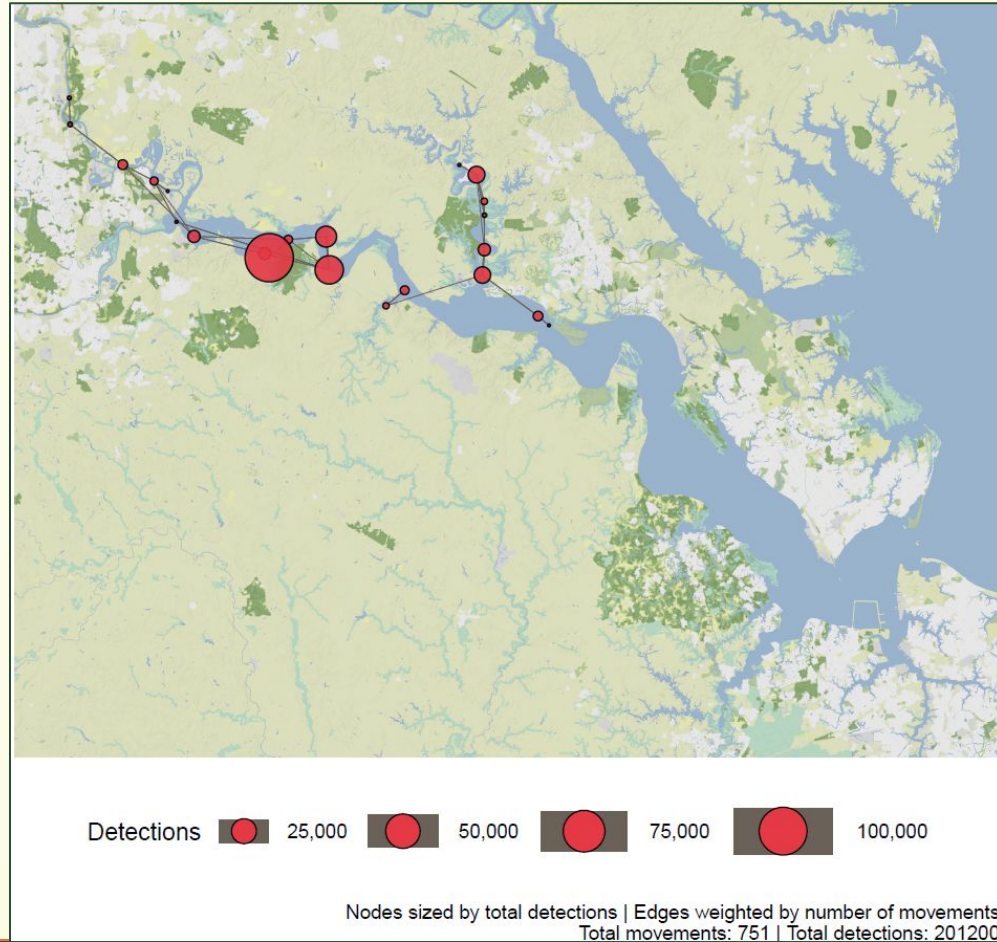 Detections 25,000 50,000 75,000 100,000
Nodes sized by total detections | Edges weighted by number of movements
Total movements: 751 | Total detections: 201200